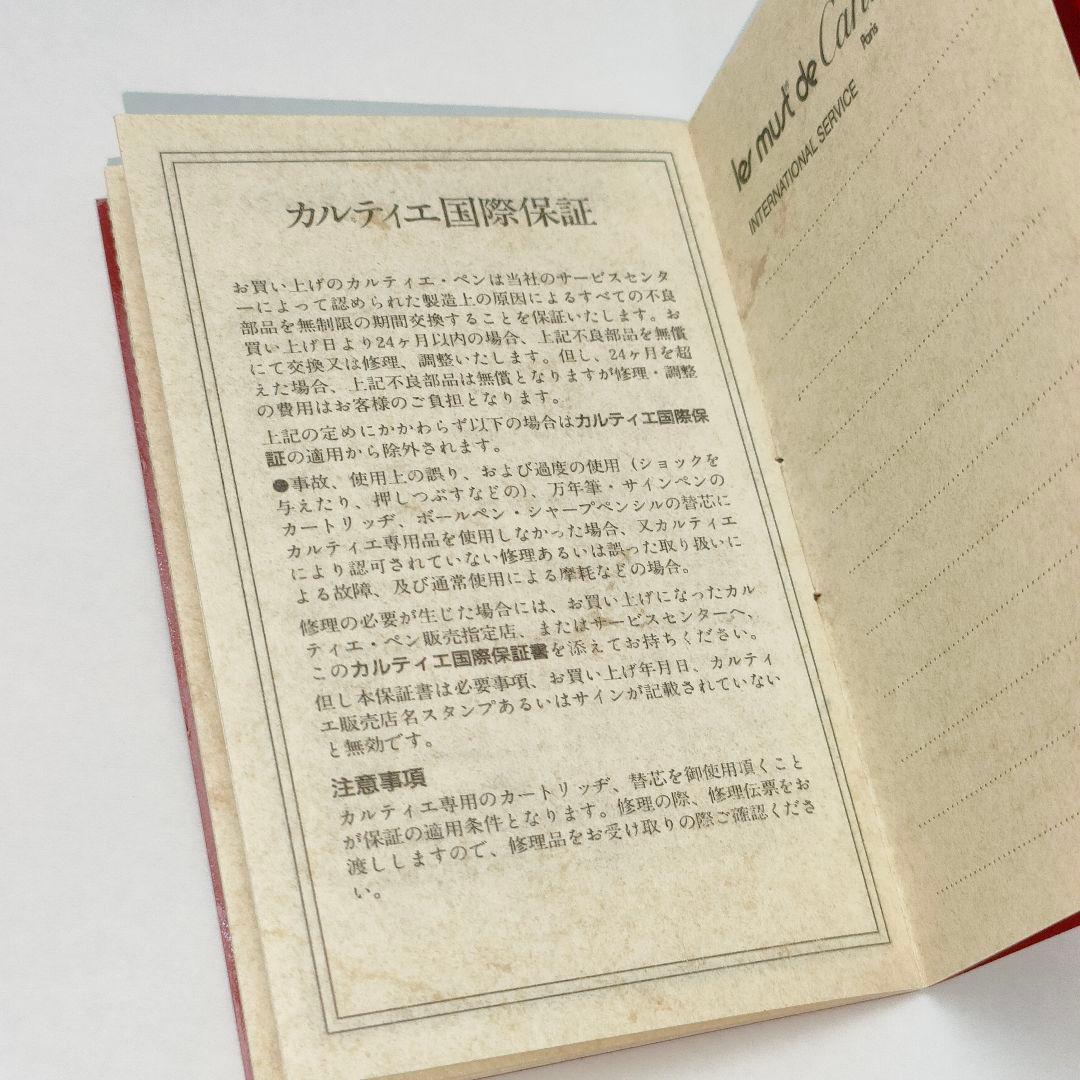 カルティエ国際保証
お買い上げのカルティエ・ペンは当社のサービスセンタ
ーによって認められた製造上の原因によるすべての不良
部品を無制限の期間交換することを保証いたします。お
買い上げ日より24ヶ月以内の場合、上記不良部品を無償
にて交換又は修理、調整いたします。但し、24ヶ月を超
えた場合、上記不良部品は無償となりますが修理・調整
の費用はお客様のご負担となります。
上記の定めにかかわらず以下の場合はカルティエ国際保
証の適用から除外されます。
●事故、使用上の誤り、および過度の使用（ショックを
与えたり、押しつぶすなどの）、万年筆・サインペンの
カートリッヂ、ボールペン・シャープペンシルの替芯に
カルティエ専用品を使用しなかった場合、又カルティエ
により認可されていない修理あるいは誤った取り扱いに
よる故障、及び通常使用による摩耗などの場合。
修理の必要が生じた場合には、お買い上げになったカル
ティエ・ペン販売指定店、またはサービスセンターへ、
このカルティエ国際保証書を添えてお持ちください。
但し本保証書は必要事項、お買い上げ年月日、カルティ
エ販売店名スタンプあるいはサインが記載されていない
と無効です。
注意事項
カルティエ専用のカートリッヂ、替芯を御使用頂くこと
が保証の適用条件となります。修理の際、修理伝票をお
渡ししますので、修理品をお受け取りの際ご確認くださ
い。
les must de
Paris
INTERNATIONAL SERVICE